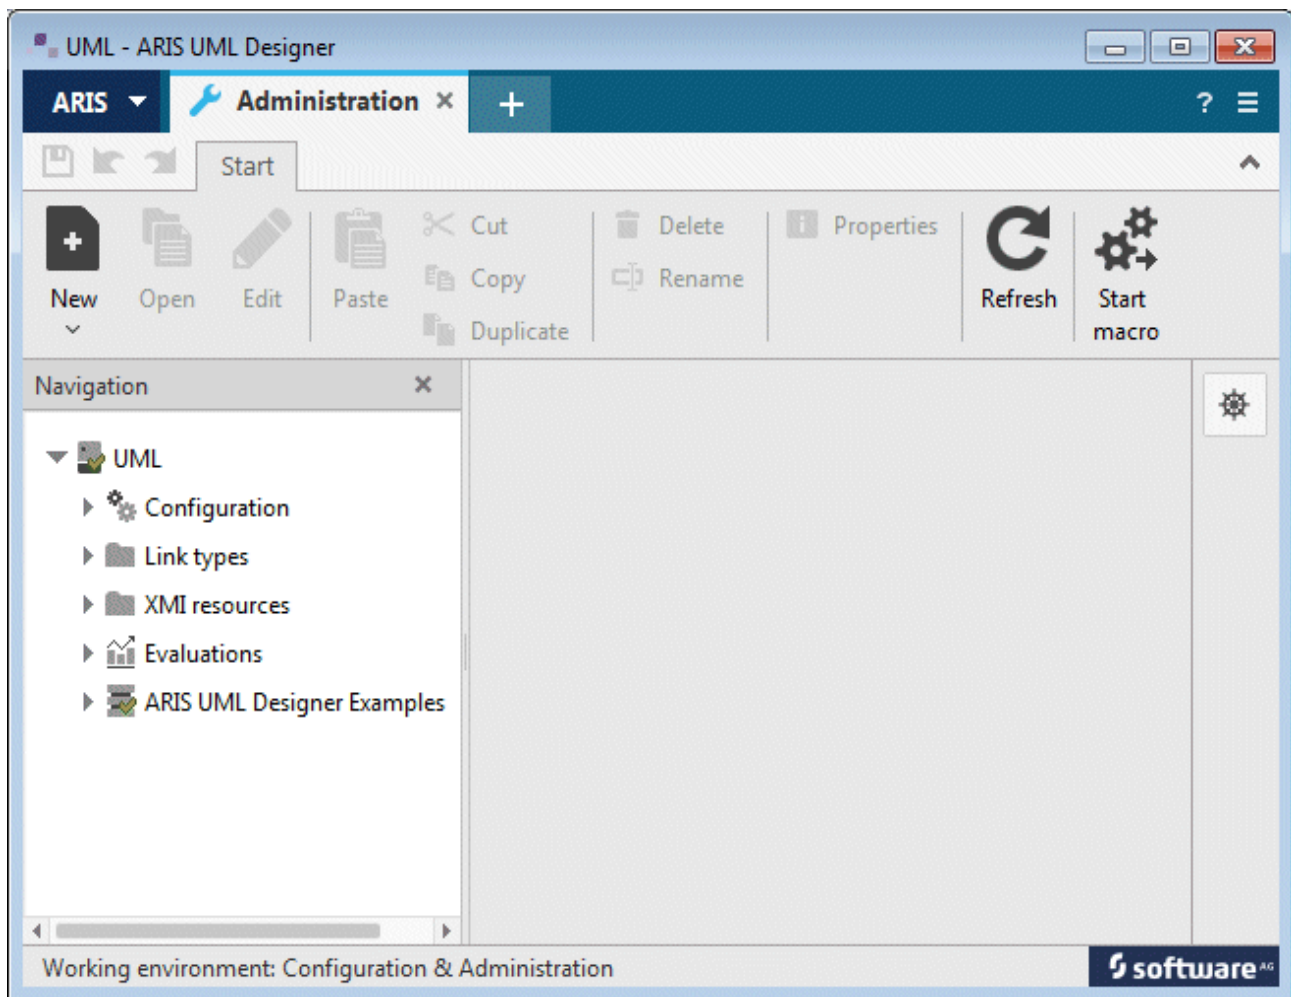 UML - ARIS UML Designer
ARIS Administration
?
Start
New Open Edit Paste
Cut
Copy
Duplicate
Delete
Rename
Properties
Refresh
Start
macro
Navigation
UML
Configuration
Link types
XMI resources
Evaluations
ARIS UML Designer Examples
Working environment: Configuration & Administration
software AG